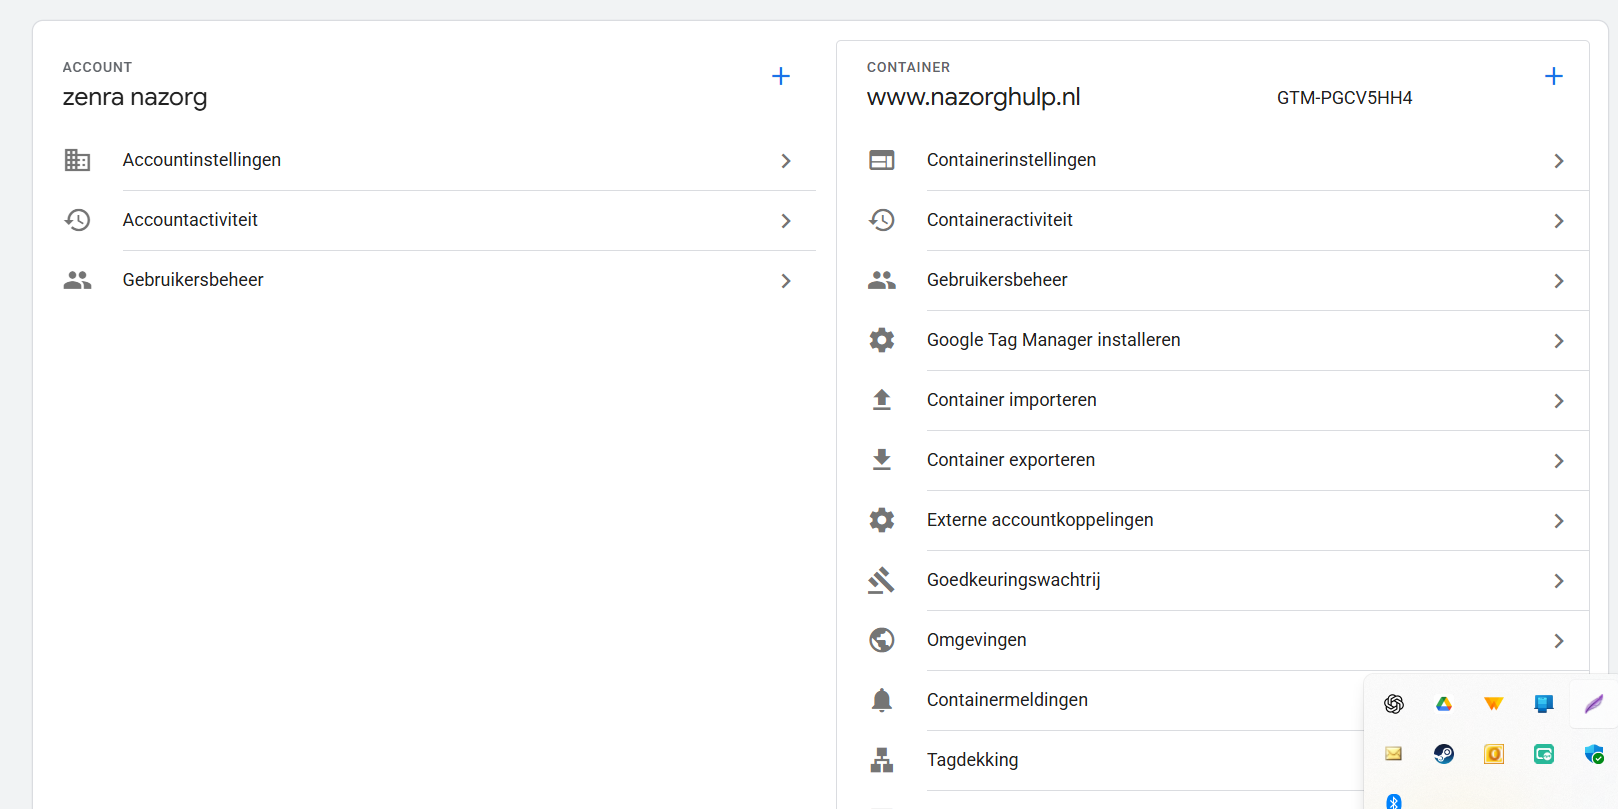 ACCOUNT
zenra nazorg
Accountinstellingen
Accountactiviteit
Gebruikersbeheer
CONTAINER
www.nazorghulp.nl
GTM-PGCV5HH4
Containerinstellingen
Containeractiviteit
Gebruikersbeheer
Google Tag Manager installeren
Container importeren
Container exporteren
Externe accountkoppelingen
Goedkeuringswachtrij
Omgevingen
Containermeldingen
Tagdekking